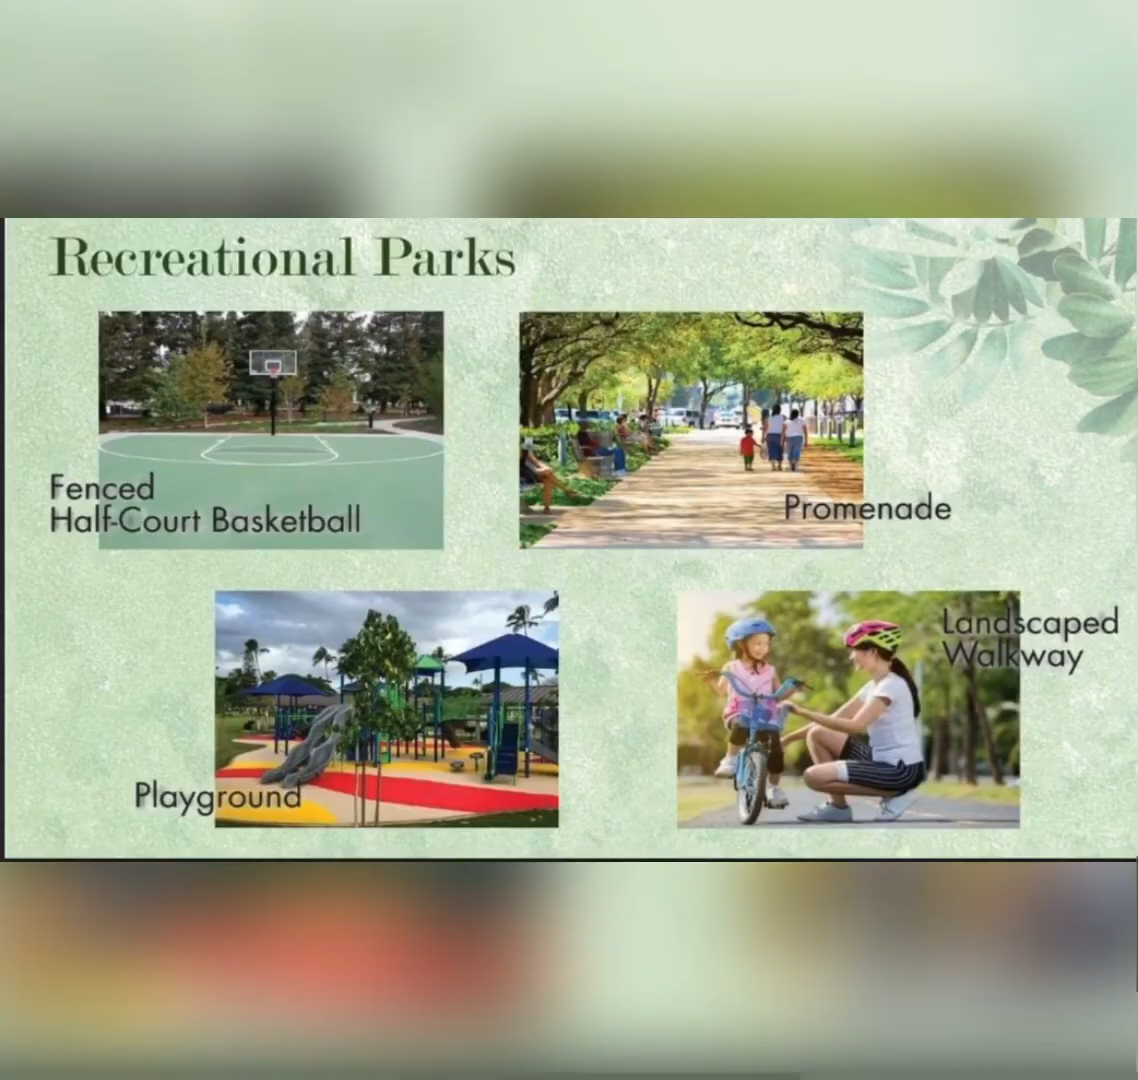 Recreational Parks
Fenced
Half-Court Basketball
Promenade
Playground
Landscaped
Walkway